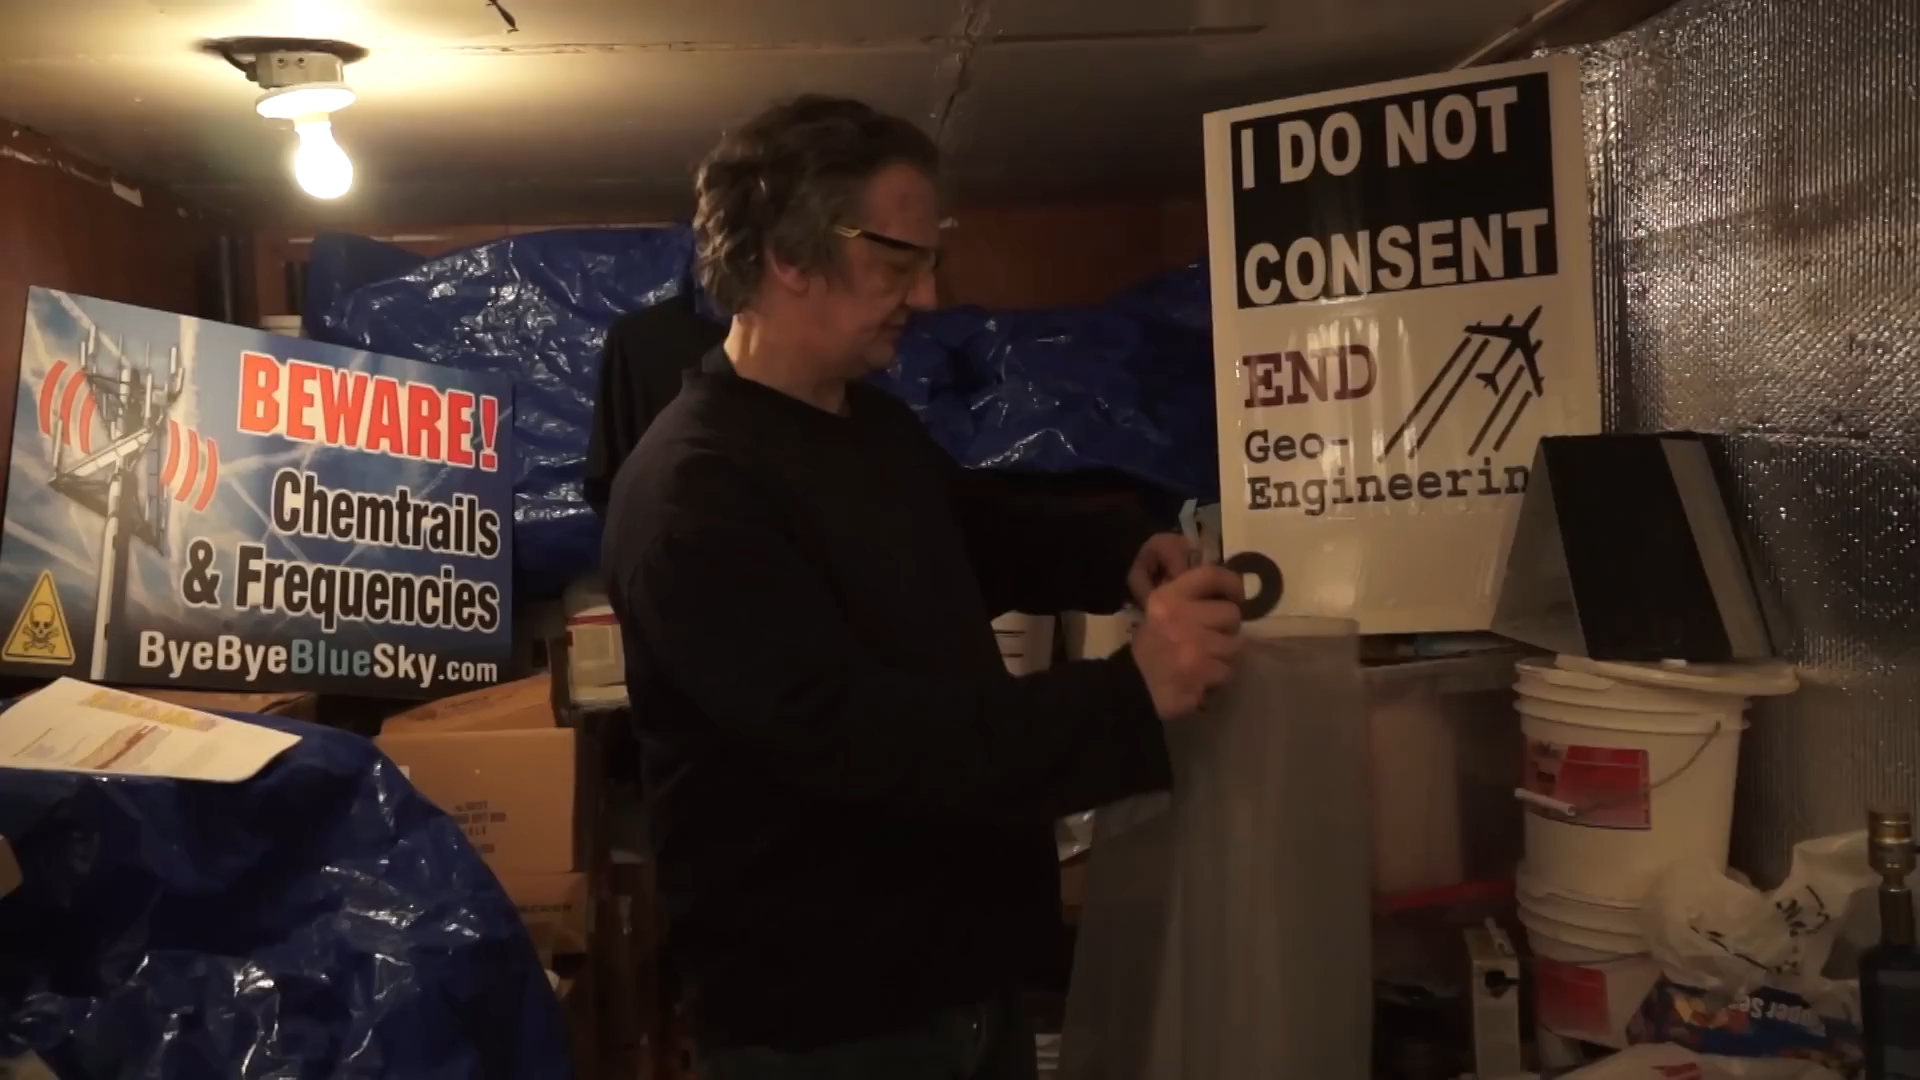 BEWARE!
Chemtrails
& Frequencies
ByeByeBlueSky.com
I DO NOT
CONSENT
END
Geo-
Engineerin